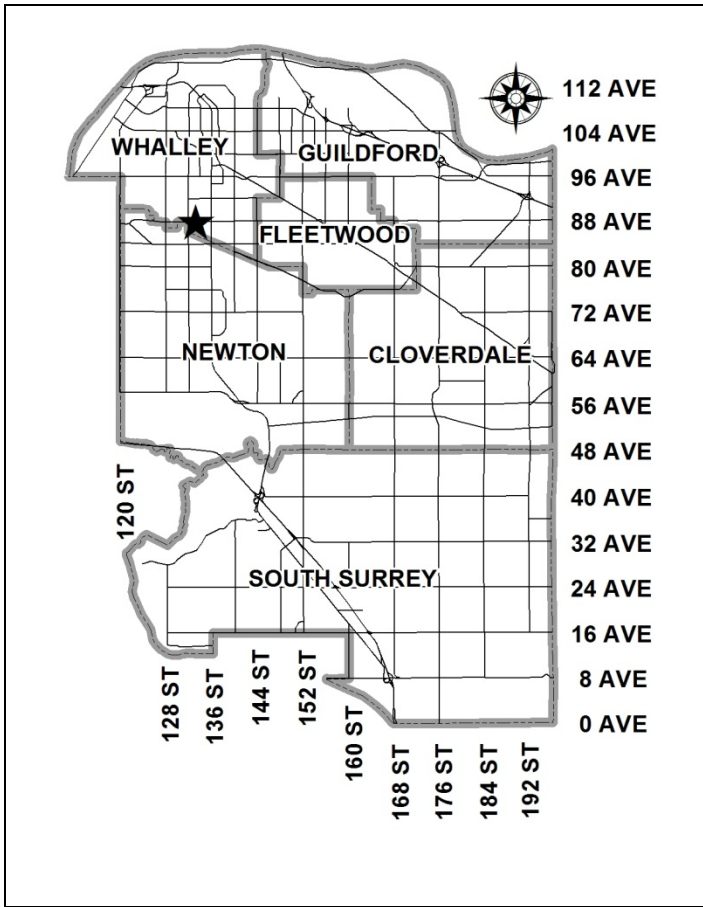 112 AVE
104 AVE
WHALLEY
GUILDFORD
96 AVE
88 AVE
FLEETWOOD
80 AVE
72 AVE
NEWTON
CLOVERDALE
64 AVE
56 AVE
48 AVE
120 ST
40 AVE
32 AVE
SOUTH SURREY
24 AVE
16 AVE
8 AVE
0 AVE
128 ST
136 ST
144 ST
152 ST
160 ST
168 ST
176 ST
184 ST
192 ST